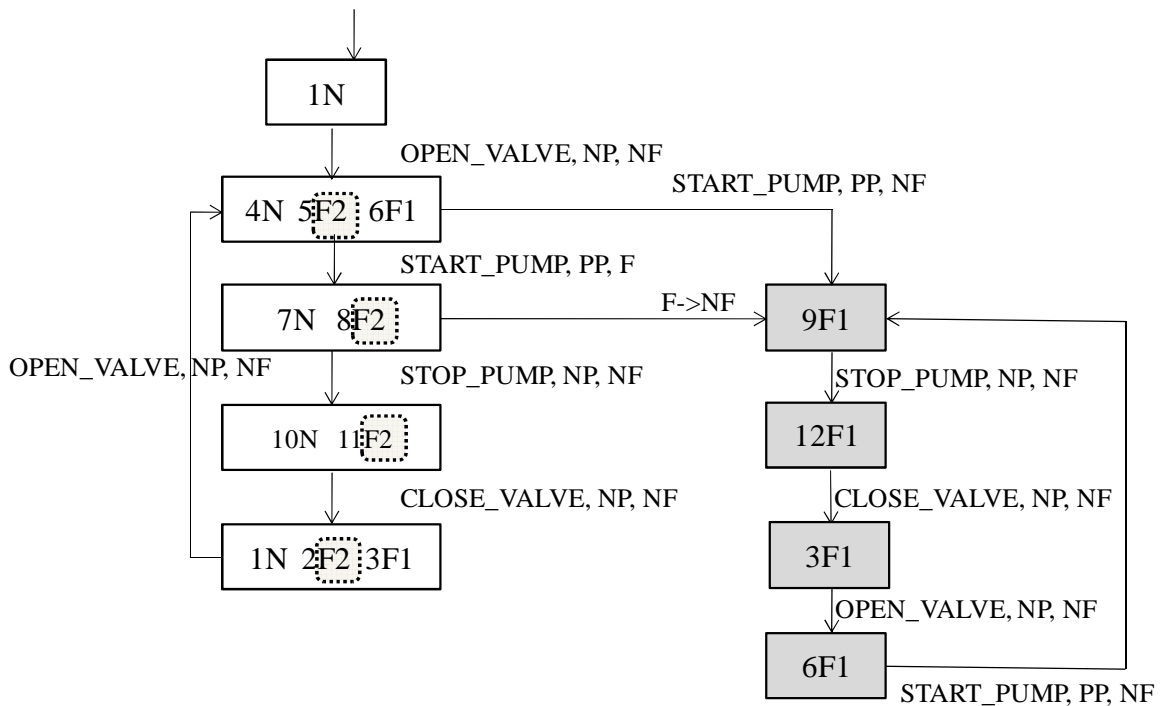 1N
OPEN_VALVE, NP, NF
START_PUMP, PP, NF
4N 5F2 6F1
START_PUMP, PP, F
F->NF
7N 8F2
9F1
OPEN_VALVE, NP, NF
STOP_PUMP, NP, NF
STOP_PUMP, NP, NF
10N 11F2
12F1
CLOSE_VALVE, NP, NF
CLOSE_VALVE, NP, NF
1N 2F2 3F1
3F1
OPEN_VALVE, NP, NF
6F1
START_PUMP, PP, NF